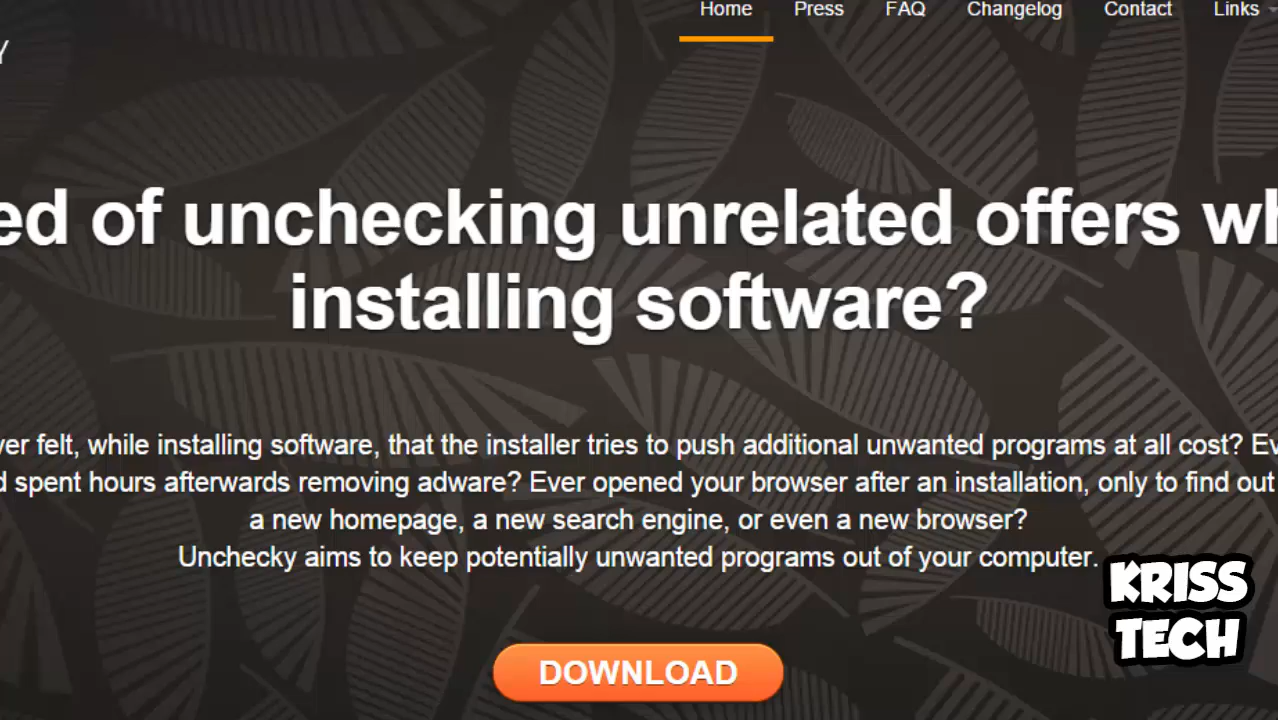 Home Press FAQ Changelog Contact Links
Y
ed of unchecking unrelated offers wh
installing software?
ver felt, while installing software, that the installer tries to push additional unwanted programs at all cost? Ev
d spent hours afterwards removing adware? Ever opened your browser after an installation, only to find out
a new homepage, a new search engine, or even a new browser?
Unchecky aims to keep potentially unwanted programs out of your computer.
KRISS
TECH
DOWNLOAD